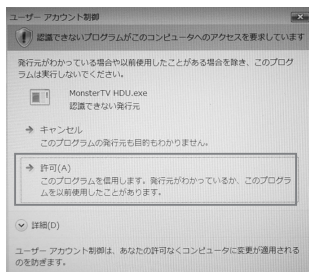 ユーザー アカウント制御
認識できないプログラムがこのコンピュータへのアクセスを要求しています
発行元がわかっている場合や以前使用したことがある場合を除き、このプログ
ラムは実行しないでください。
MonsterTV HDU.exe
認識できない発行元
キャンセル
このプログラムの発行元も目的もわかりません。
許可(A)
このプログラムを信用します。発行元がわかっているか、このプログラ
ムを以前使用したことがあります。
詳細(D)
ユーザー アカウント制御は、あなたの許可なくコンピュータに変更が適用される
のを防ぎます。